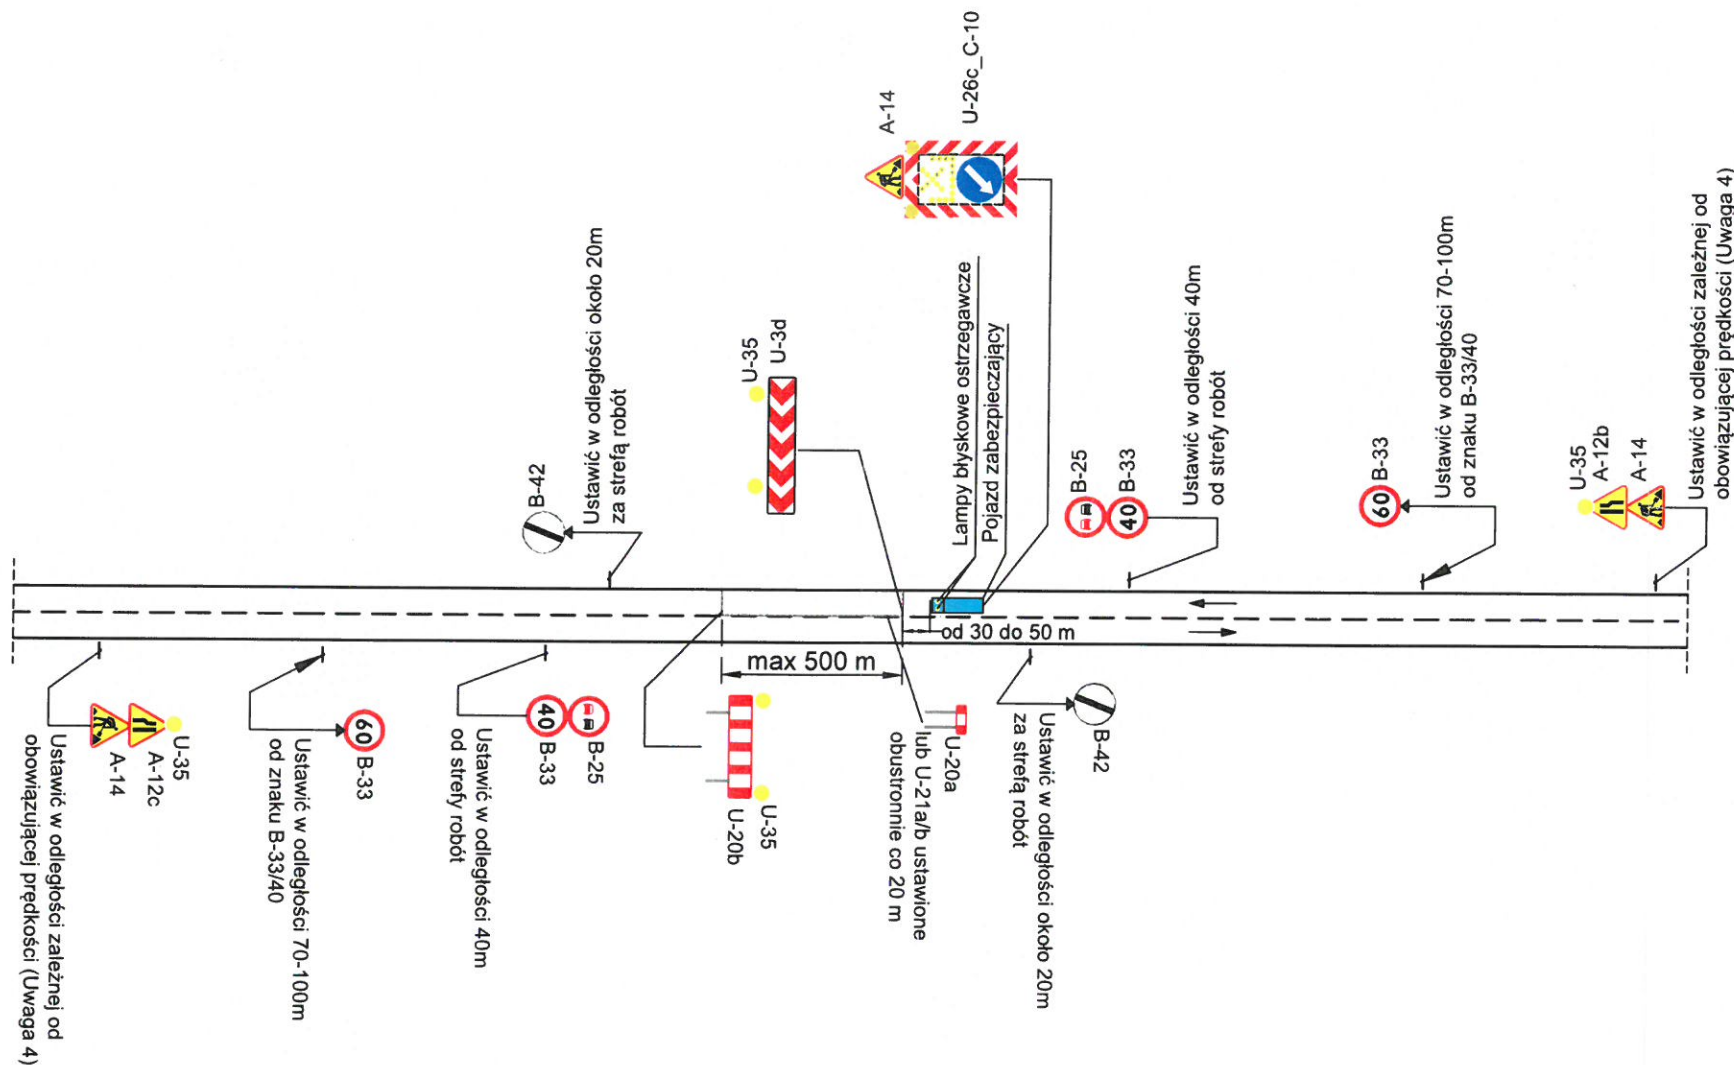 A-14
U-26c_C-10
B-42
Ustawić w odległości około 20m
za strefą robót
U-35
U-3d
Lampy błyskowe ostrzegawcze
Pojazd zabezpieczający
B-25
B-33
40
Ustawić w odległości 40m
od strefy robót
60
B-33
Ustawić w odległości 70-100m
od znaku B-33/40
U-35
A-12b
A-14
Ustawić w odległości zależnej od
obowiązującej prędkości (Uwaga 4)
od 30 do 50 m
max 500 m
Ustawić w odległości zależnej od
obowiązującej prędkości (Uwaga 4)
A-14
A-12c
U-35
Ustawić w odległości 70-100m
od znaku B-33/40
60
B-33
Ustawić w odległości 40m
od strefy robót
40
B-33
B-25
U-20b
U-35
U-20a
lub U-21a/b ustawione
obustronnie co 20 m
Ustawić w odległości około 20m
za strefą robót
B-42